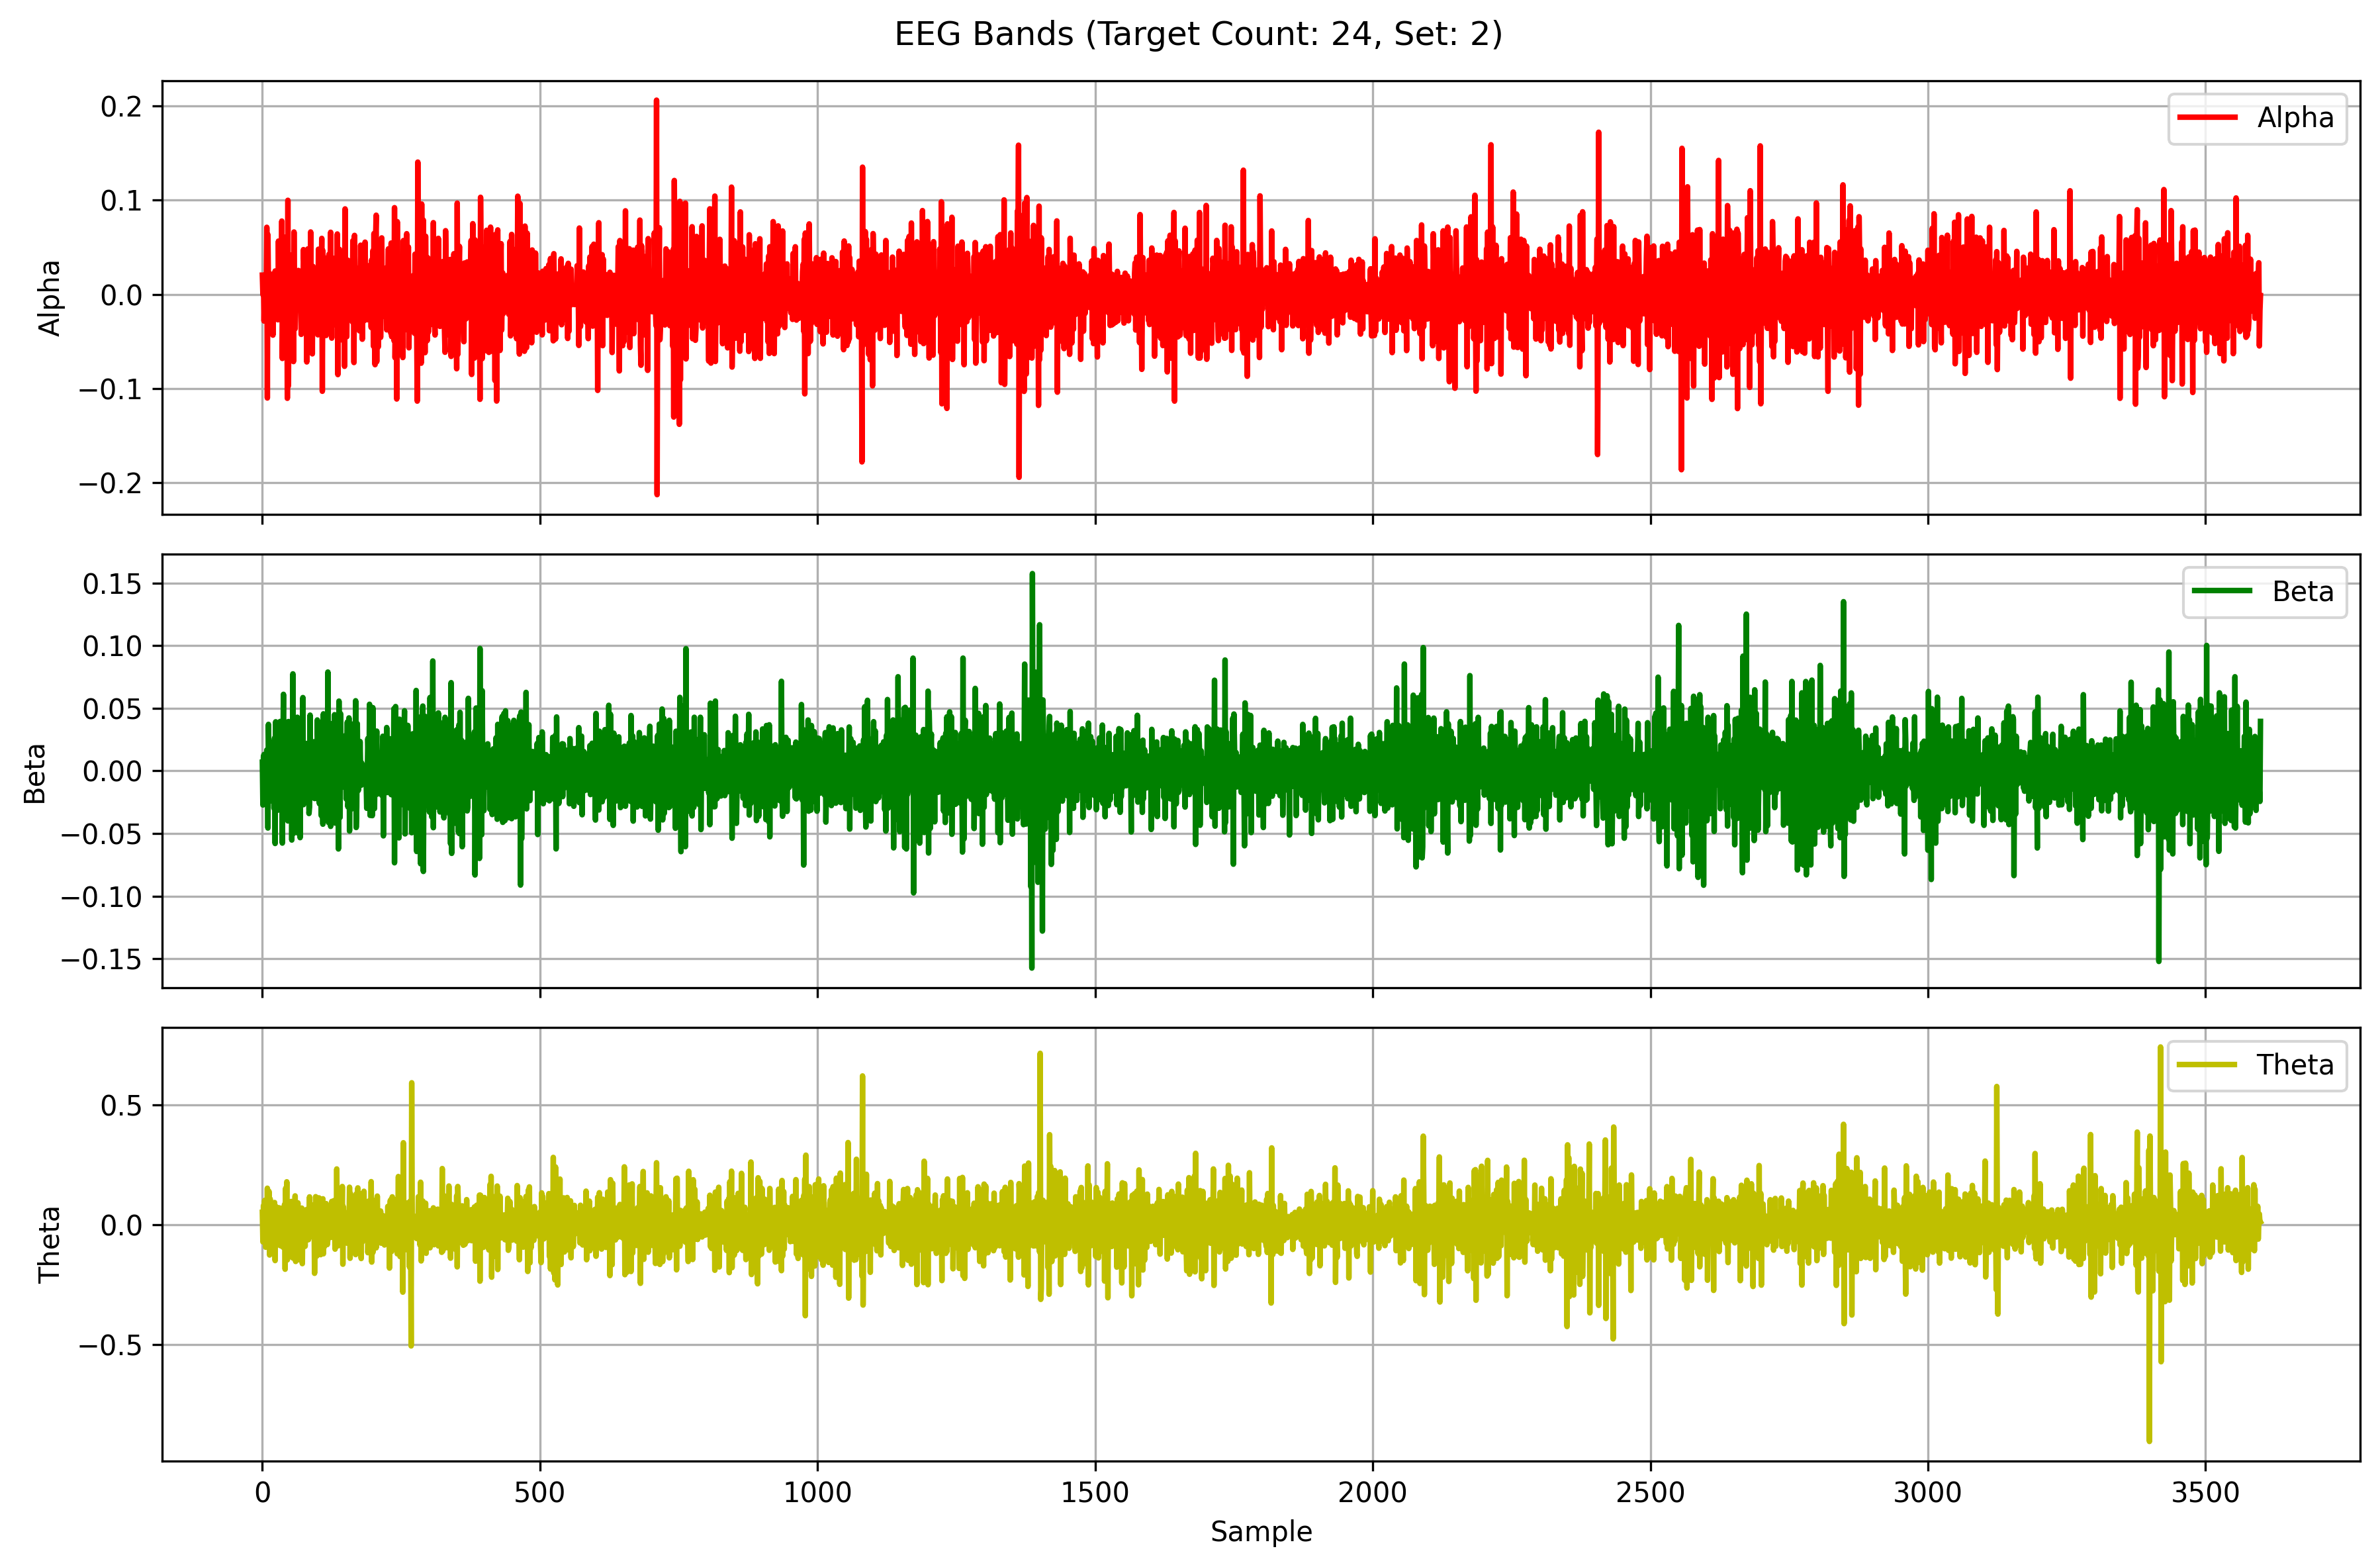 EEG Bands (Target Count: 24, Set: 2)
0.2
0.1
0.0
−0.1
−0.2
Alpha
Alpha
0.15
0.10
0.05
0.00
−0.05
−0.10
−0.15
Beta
Beta
0.5
0.0
−0.5
Theta
Theta
0 500 1000 1500 2000 2500 3000 3500
Sample